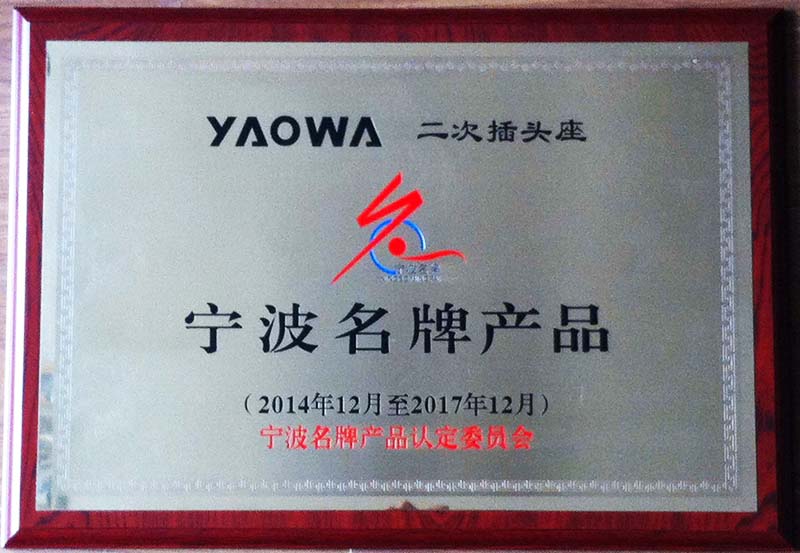 YAOWA 二次插头座
宁波名牌产品
（2014年12月至2017年12月）
宁波名牌产品认定委员会